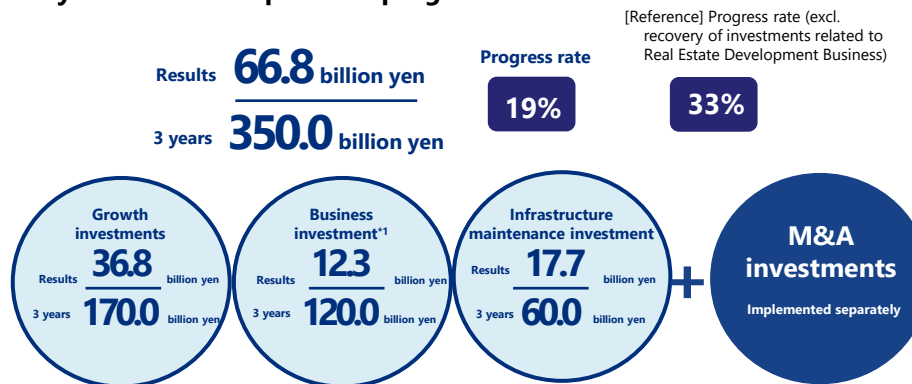 [Reference] Progress rate (excl.
recovery of investments related to
Real Estate Development Business)
Results 66.8 billion yen
3 years 350.0 billion yen
Progress rate
19%
33%
Growth
investments
Results 36.8 billion yen
3 years 170.0 billion yen
Business
investment*1
Results 12.3 billion yen
3 years 120.0 billion yen
Infrastructure
maintenance investment
Results 17.7 billion yen
3 years 60.0 billion yen
+
M&A
investments
Implemented separately